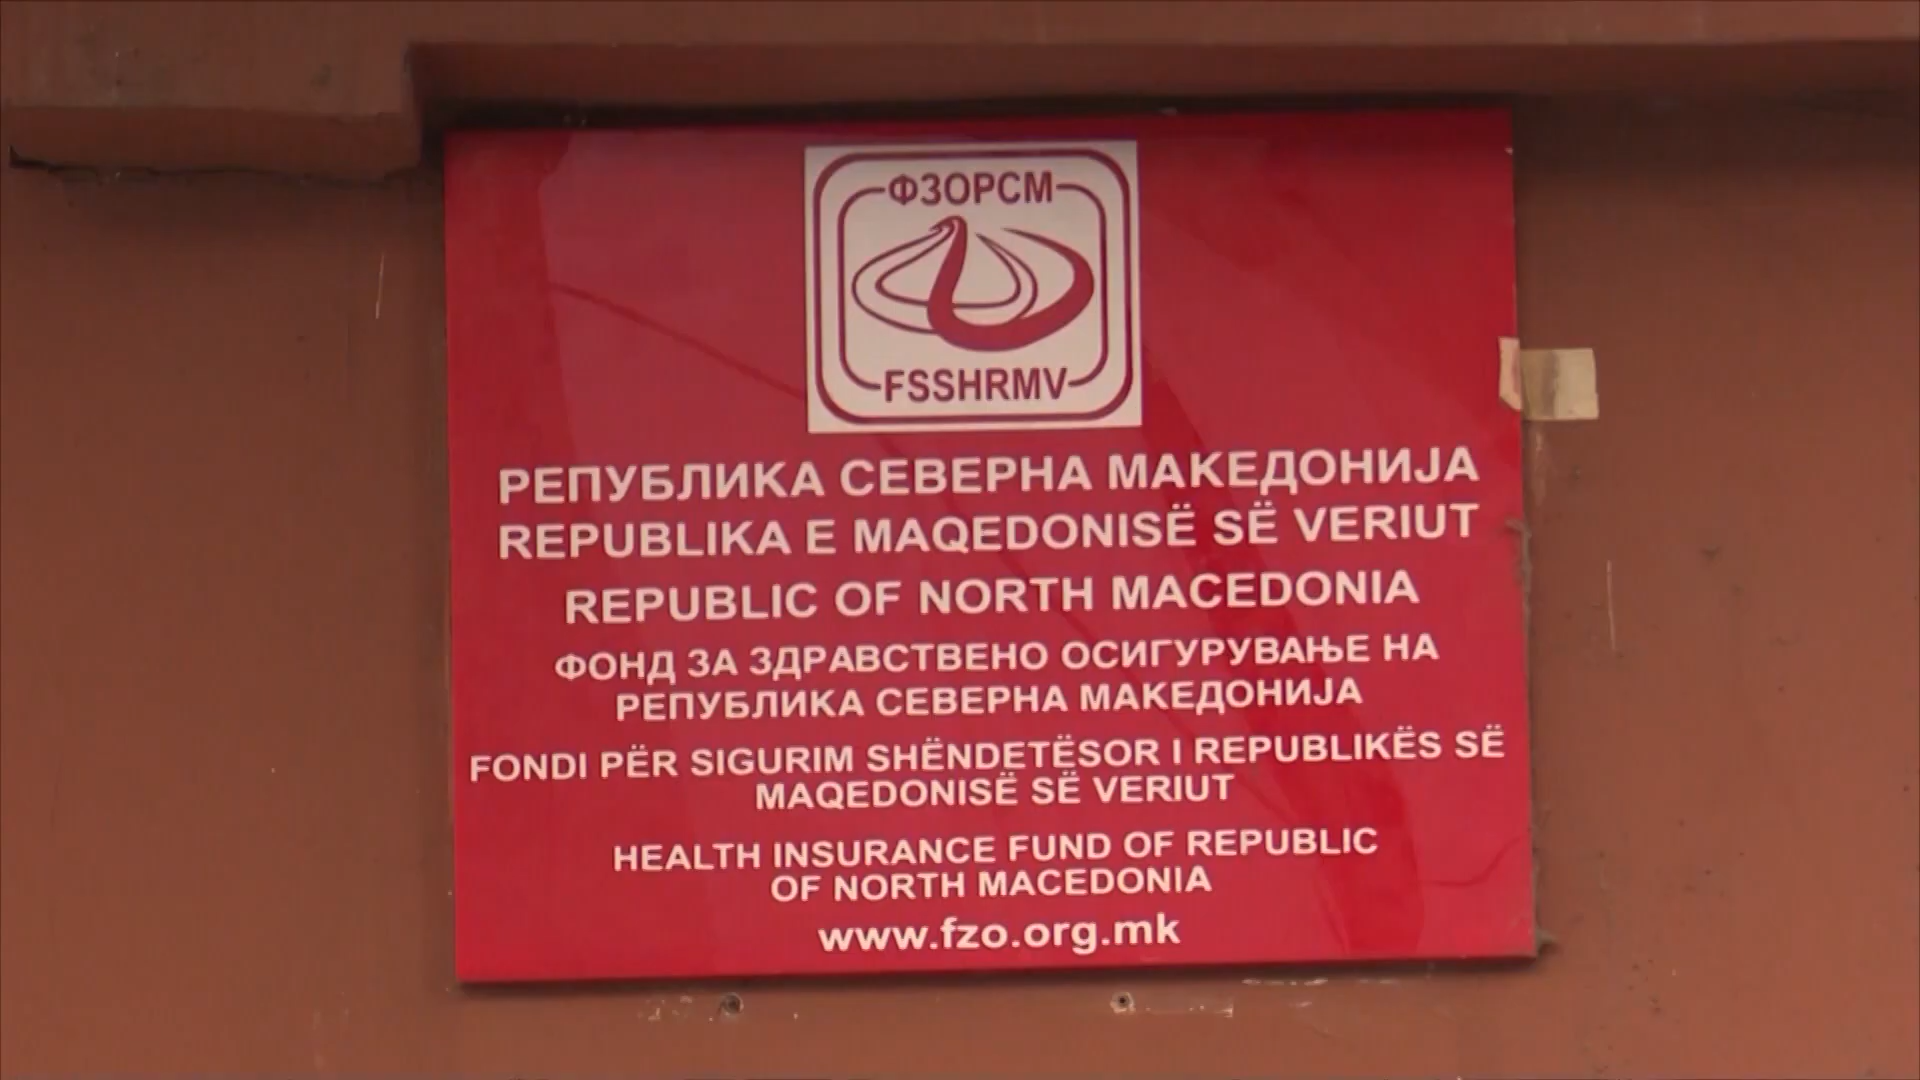 ФЗОРСМ
FSSHRMV
РЕПУБЛИКА СЕВЕРНА МАКЕДОНИЈА
REPUBLIKA E MAQEDONISË SË VERIUT
REPUBLIC OF NORTH MACEDONIA
ФОНД ЗА ЗДРАВСТВЕНО ОСИГУРУВАЊЕ НА
РЕПУБЛИКА СЕВЕРНА МАКЕДОНИЈА
FONDI PËR SIGURIM SHËNDETËSOR I REPUBLIKËS SË
MAQEDONISË SË VERIUT
HEALTH INSURANCE FUND OF REPUBLIC
OF NORTH MACEDONIA
www.fzo.org.mk